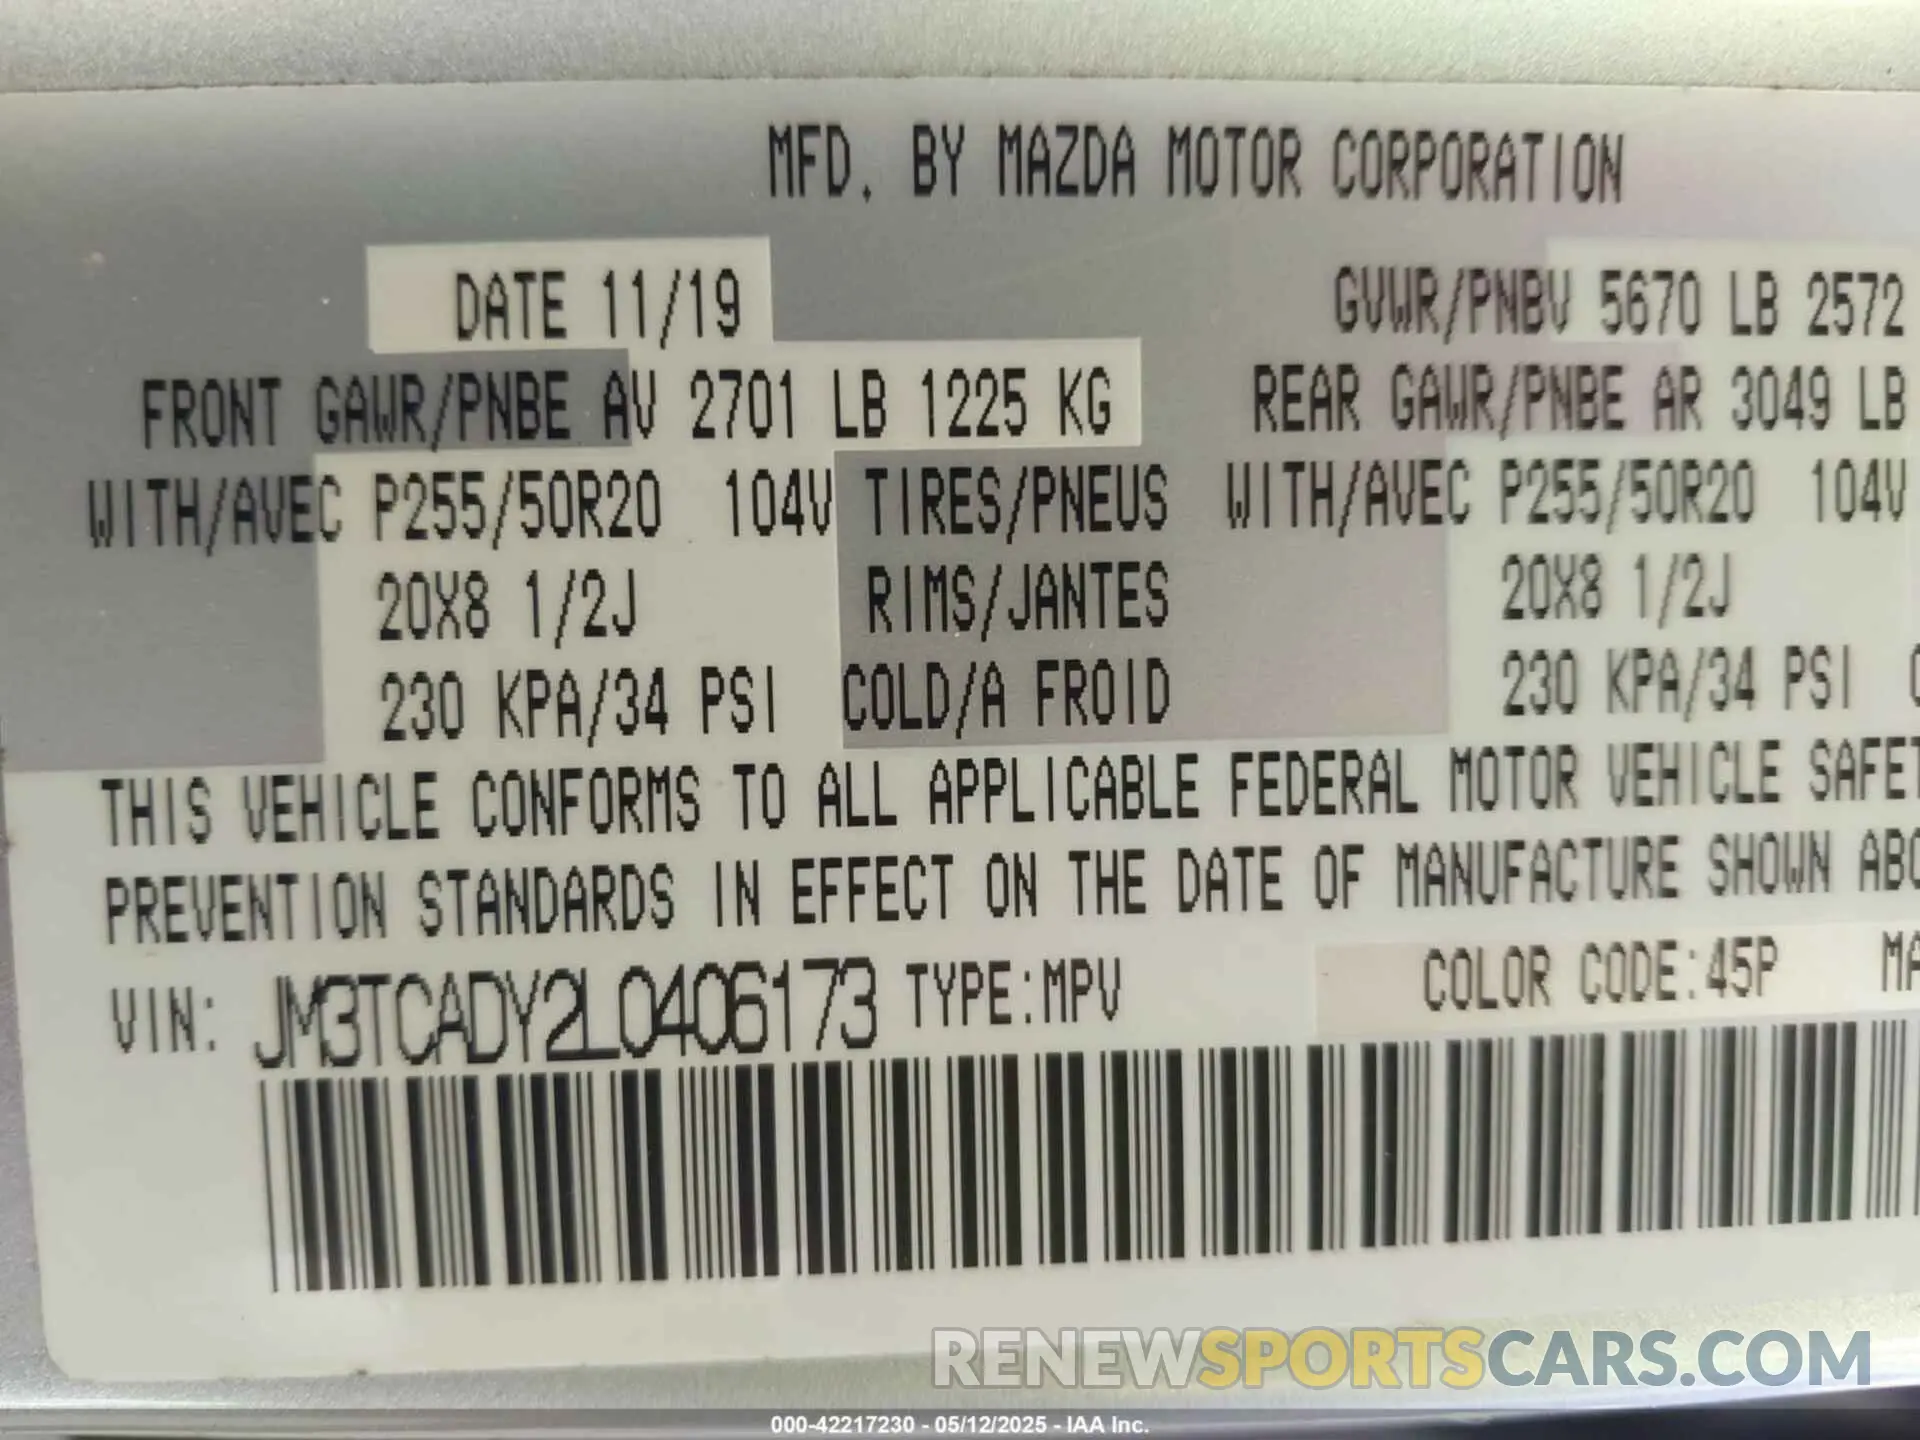 MFD. BY MAZDA MOTOR CORPORATION
DATE 11/19 GVWR/PNBV 5670 LB 2572
FRONT GAWR/PNBE AV 2701 LB 1225 KG REAR GAWR/PNBE AR 3049 LB
WITH/AVEC P255/50R20 104V TIRES/PNEUS WITH/AVEC P255/50R20 104V
20X8 1/2J RIMS/JANTES 20X8 1/2J
230 KPA/34 PSI COLD/A FROID 230 KPA/34 PSI
THIS VEHICLE CONFORMS TO ALL APPLICABLE FEDERAL MOTOR VEHICLE SAFET
PREVENTION STANDARDS IN EFFECT ON THE DATE OF MANUFACTURE SHOWN ABO
VIN: JM3TCADY2L0406173 TYPE:MPV COLOR CODE:45P MA
RENEWSPORTSCARS.COM
000-42217230 - 05/12/2025 - IAA Inc.